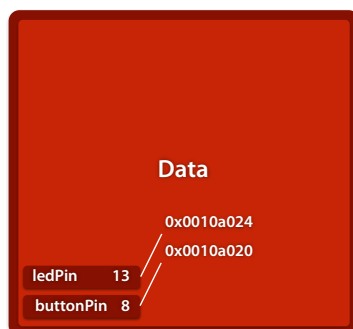 Data
0x0010a024
0x0010a020
ledPin 13
buttonPin 8